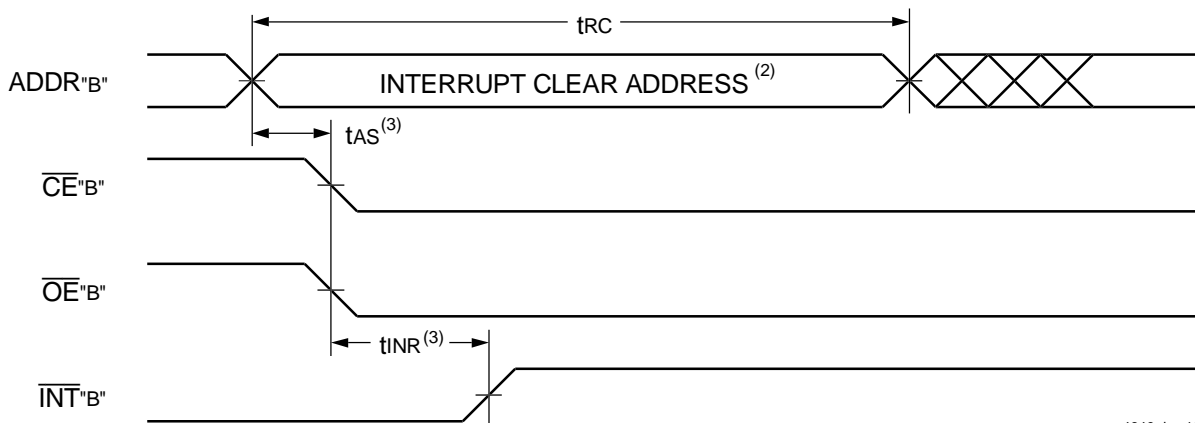 tRC
ADDR"B"
INTERRUPT CLEAR ADDRESS (2)
tAS(3)
CE"B"
OE"B"
tINR(3)
INT"B"